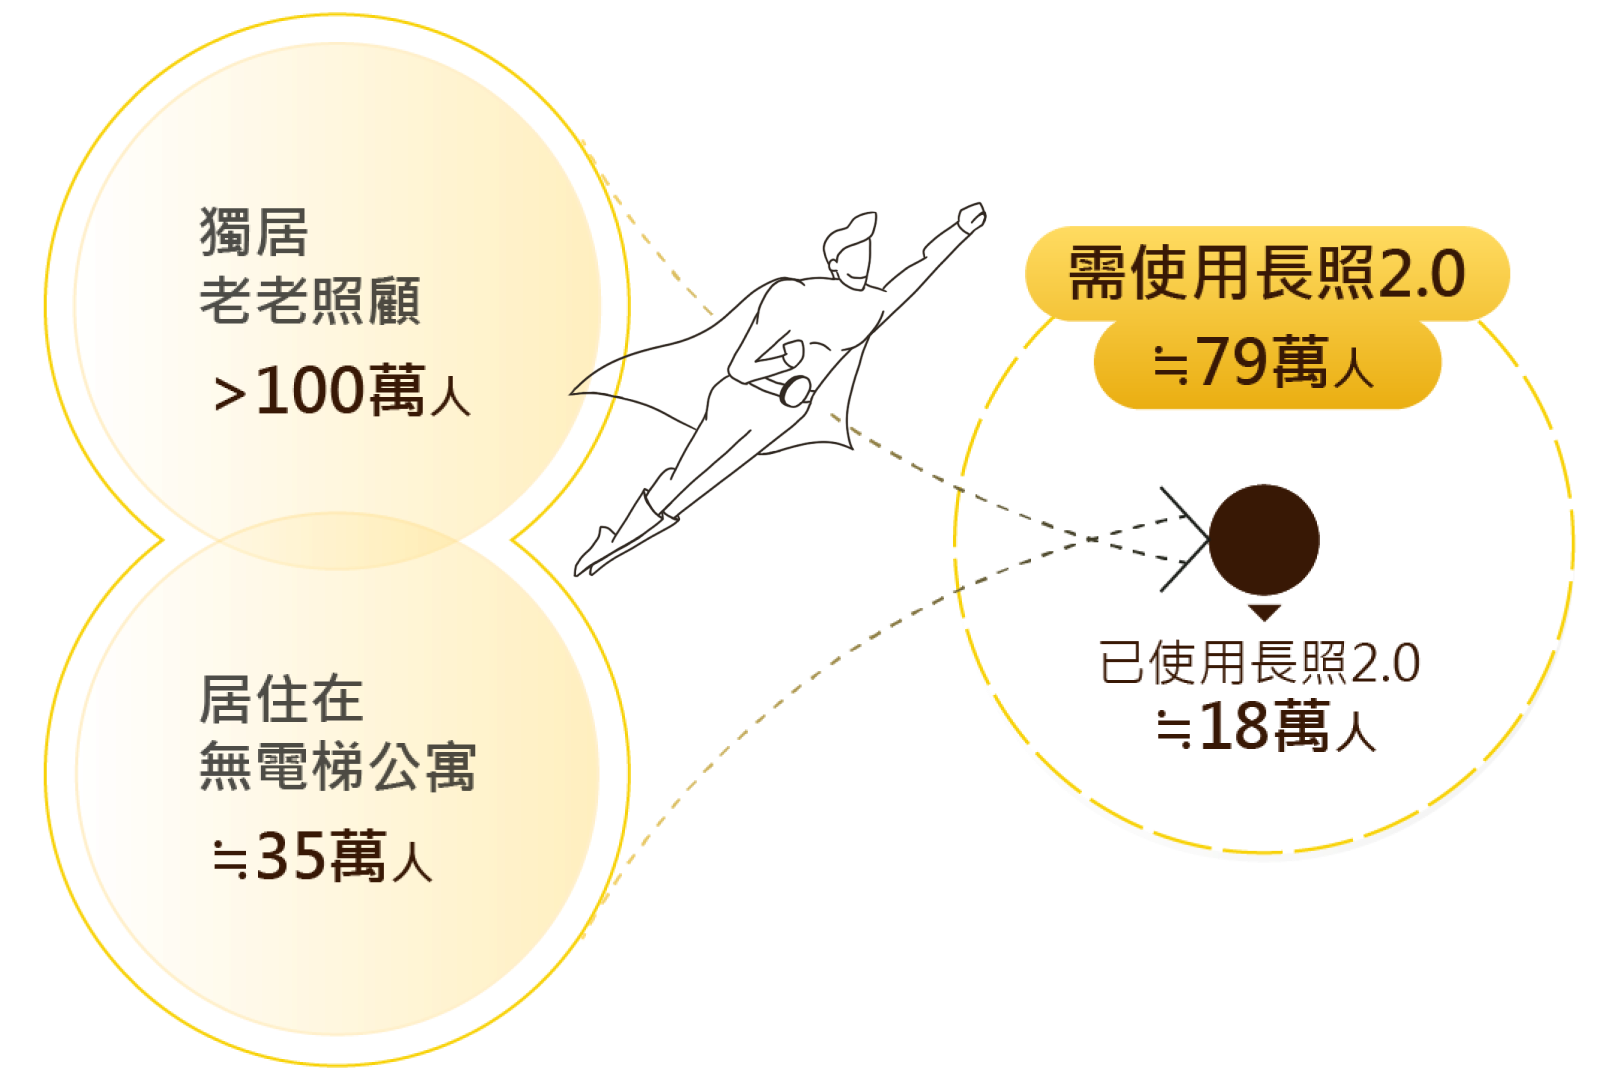 獨居
老老照顧
>100萬人
居住在
無電梯公寓
≒35萬人
需使用長照2.0
≒79萬人
已使用長照2.0
≒18萬人